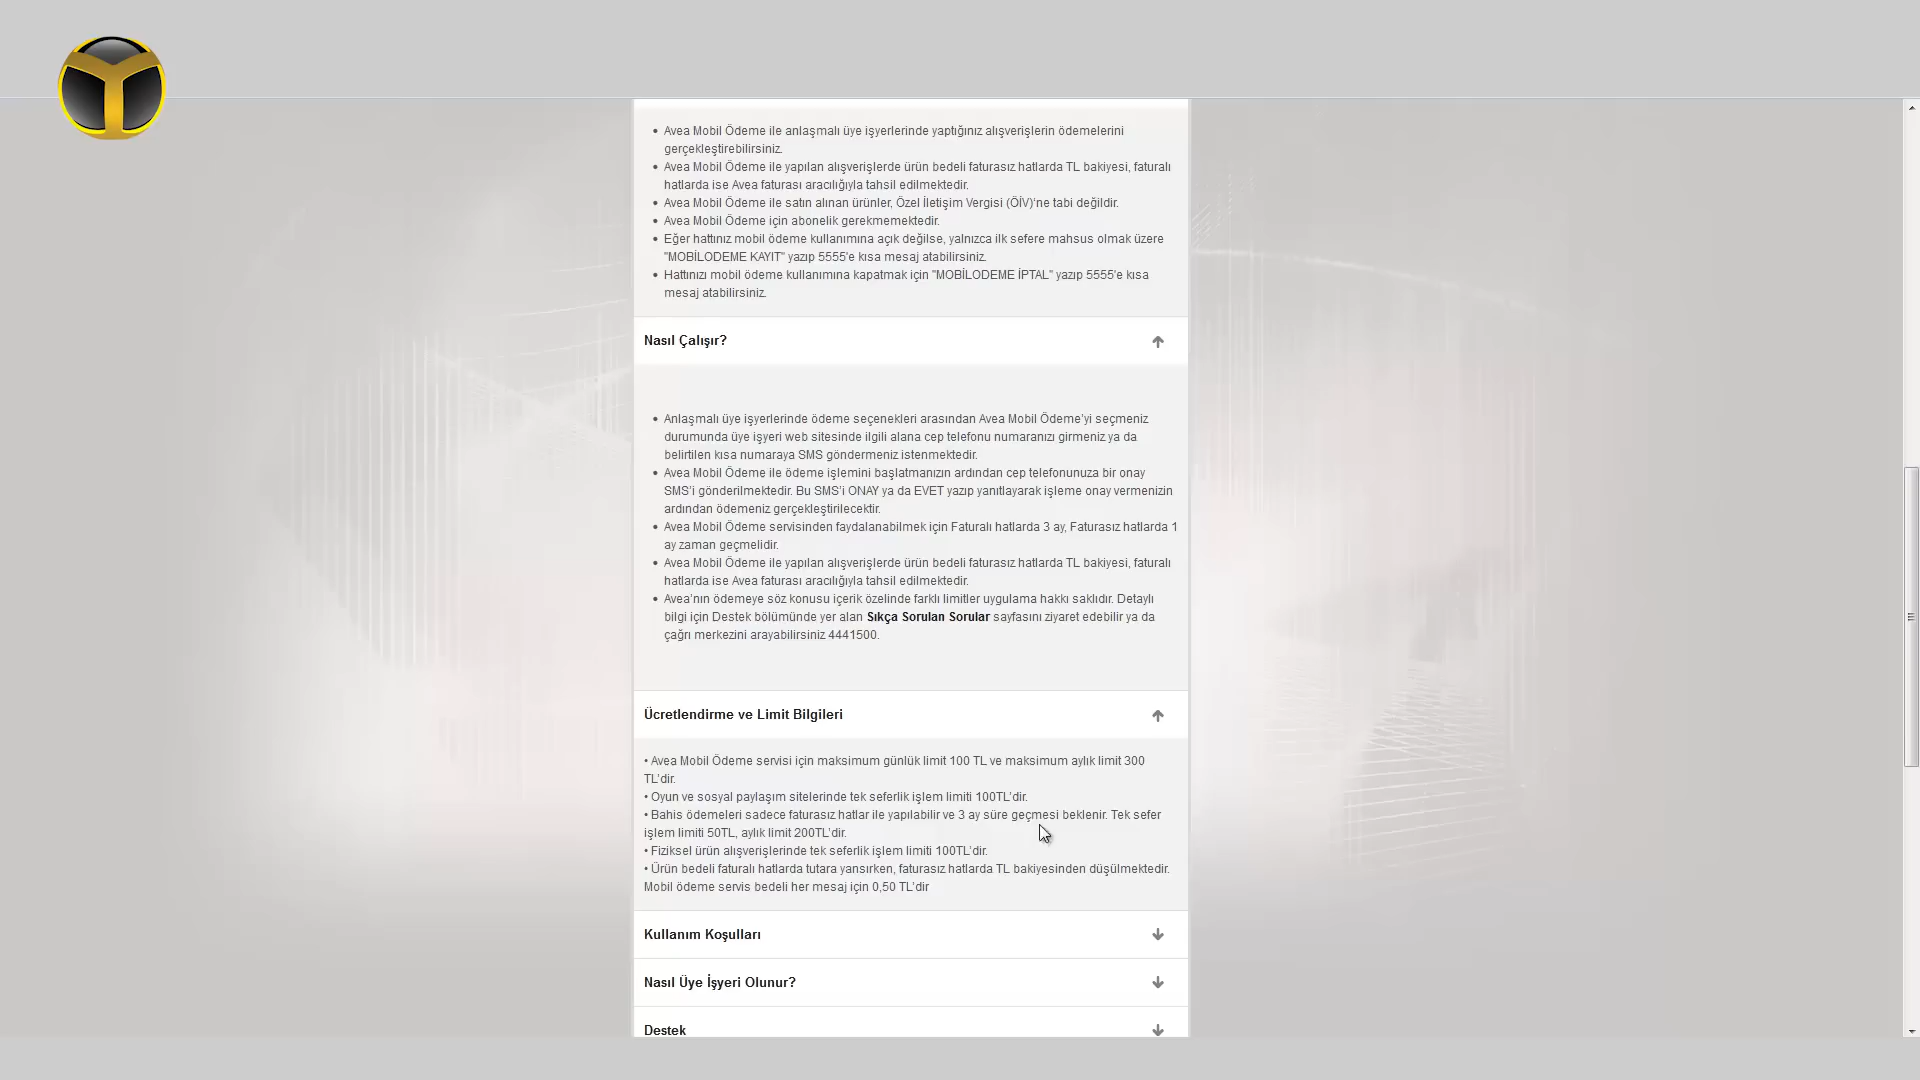 • Avea Mobil Ödeme ile anlaşmalı üye işyerlerinde yaptığınız alışverişlerin ödemelerini
gerçekleştirebilirsiniz.
• Avea Mobil Ödeme ile yapılan alışverişlerde ürün bedeli faturasız hatlarda TL bakiyesi, faturalı
hatlarda ise Avea faturası aracılığıyla tahsil edilmektedir.
• Avea Mobil Ödeme ile satın alınan ürünler, Özel İletişim Vergisi (ÖİV)'ne tabi değildir.
• Avea Mobil Ödeme için abonelik gerekmemektedir.
• Eğer hattınız mobil ödeme kullanımına açık değilse, yalnızca ilk sefere mahsus olmak üzere
"MOBİLODEME KAYIT" yazıp 5555'e kısa mesaj atabilirsiniz.
• Hattınızı mobil ödeme kullanımına kapatmak için "MOBİLODEME İPTAL" yazıp 5555'e kısa
mesaj atabilirsiniz.
Nasıl Çalışır?
• Anlaşmalı üye işyerlerinde ödeme seçenekleri arasından Avea Mobil Ödeme'yi seçmeniz
durumunda üye işyeri web sitesinde ilgili alana cep telefonu numaranızı girmeniz ya da
belirtilen kısa numaraya SMS göndermeniz istenmektedir.
• Avea Mobil Ödeme ile ödeme işlemini başlatmanızın ardından cep telefonunuza bir onay
SMS'i gönderilmektedir. Bu SMS'i ONAY ya da EVET yazıp yanıtlayarak işleme onay vermenizin
ardından ödemeniz gerçekleştirilecektir.
• Avea Mobil Ödeme servisinden faydalanabilmek için Faturalı hatlarda 3 ay, Faturasız hatlarda 1
ay zaman geçmelidir.
• Avea Mobil Ödeme ile yapılan alışverişlerde ürün bedeli faturasız hatlarda TL bakiyesi, faturalı
hatlarda ise Avea faturası aracılığıyla tahsil edilmektedir.
• Avea'nın ödemeye söz konusu içerik özelinde farklı limitler uygulama hakkı saklıdır. Detaylı
bilgi için Destek bölümünde yer alan Sıkça Sorulan Sorular sayfasını ziyaret edebilir ya da
çağrı merkezini arayabilirsiniz 4441500.
Ücretlendirme ve Limit Bilgileri
• Avea Mobil Ödeme servisi için maksimum günlük limit 100 TL ve maksimum aylık limit 300
TL'dir.
• Oyun ve sosyal paylaşım sitelerinde tek seferlik işlem limiti 100TL'dir.
• Bahis ödemeleri sadece faturasız hatlar ile yapılabilir ve 3 ay süre geçmesi beklenir. Tek sefer
işlem limiti 50TL, aylık limit 200TL'dir.
• Fiziksel ürün alışverişlerinde tek seferlik işlem limiti 100TL'dir.
• Ürün bedeli faturalı hatlarda tutara yansırken, faturasız hatlarda TL bakiyesinden düşülmektedir.
Mobil ödeme servis bedeli her mesaj için 0,50 TL'dir
Kullanım Koşulları
Nasıl Üye İşyeri Olunur?
Destek